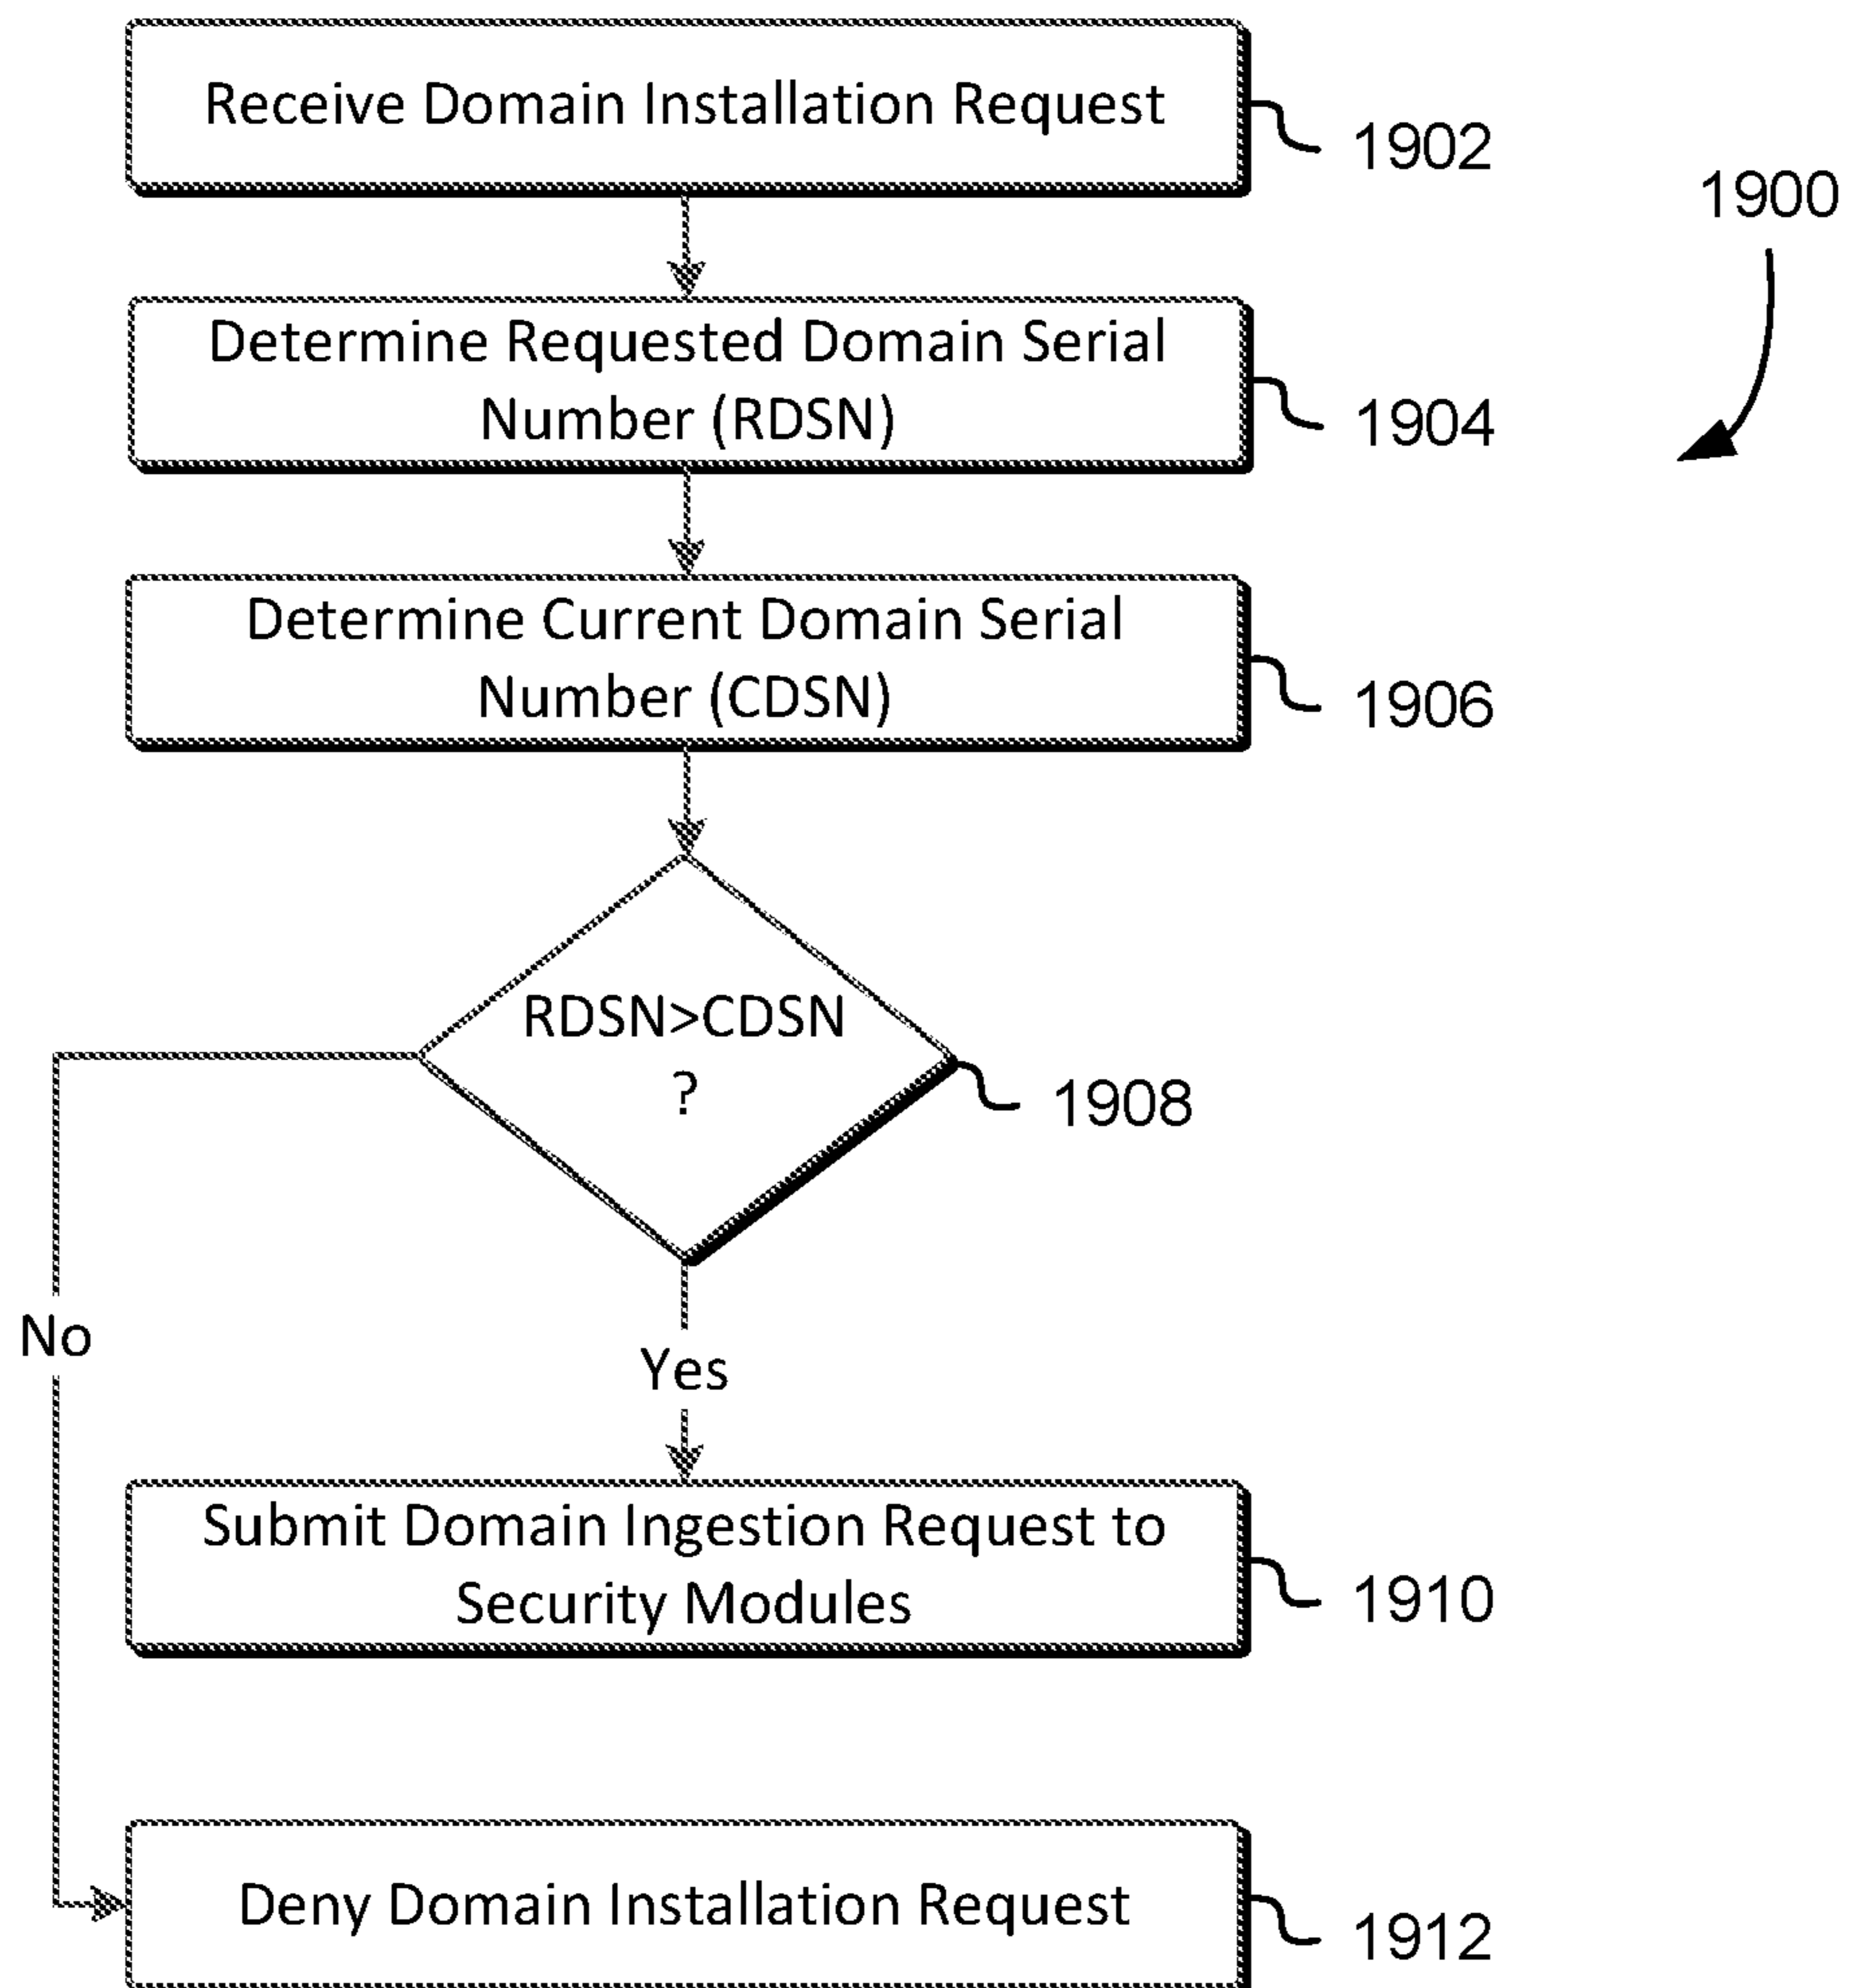 Receive Domain Installation Request
1902
1900
Determine Requested Domain Serial
Number (RDSN)
1904
Determine Current Domain Serial
Number (CDSN)
1906
RDSN>CDSN
?
1908
No
Yes
Submit Domain Ingestion Request to
Security Modules
1910
Deny Domain Installation Request
1912